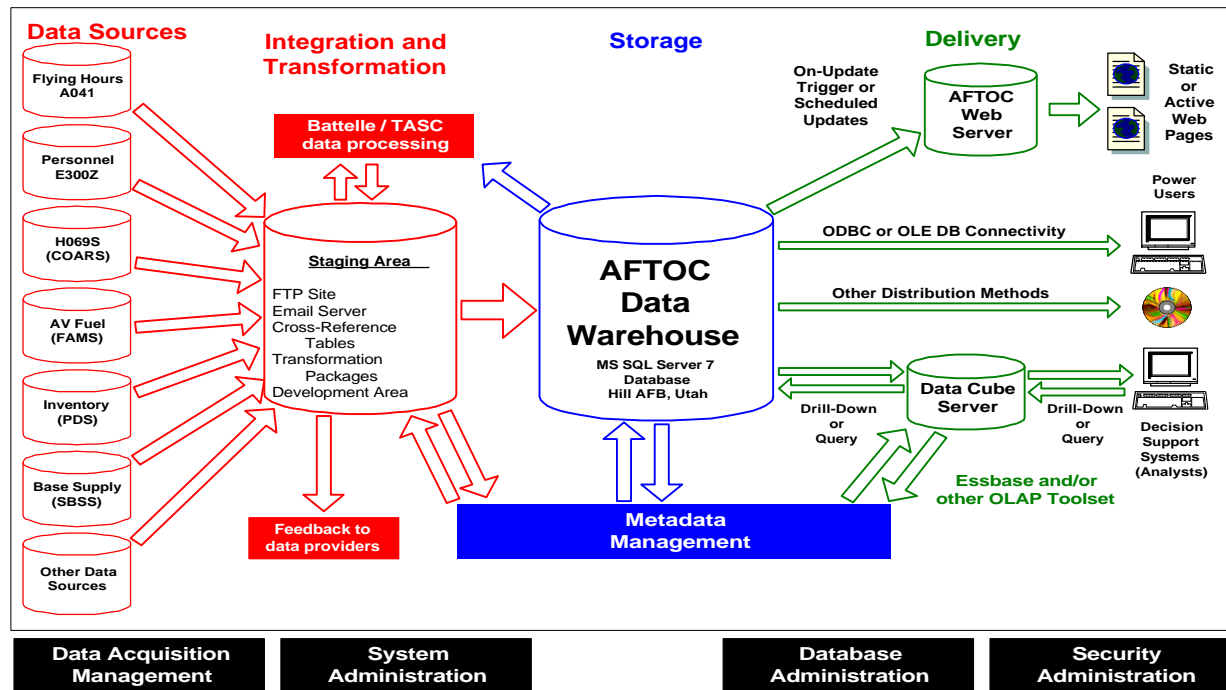 Data Sources
Integration and
Transformation
Storage
Delivery
Flying Hours
A041
Personnel
E300Z
H069S
(COARS)
AV Fuel
(FAMS)
Inventory
(PDS)
Base Supply
(SBSS)
Other Data
Sources
Battelle / TASC
data processing
Staging Area
FTP Site
Email Server
Cross-Reference
Tables
Transformation
Packages
Development Area
Feedback to
data providers
AFTOC
Data
Warehouse
MS SQL Server 7
Database
Hill AFB, Utah
Metadata
Management
On-Update
Trigger or
Scheduled
Updates
AFTOC
Web
Server
Static
or
Active
Web
Pages
Power
Users
ODBC or OLE DB Connectivity
Other Distribution Methods
Data Cube
Server
Drill-Down
or
Query
Drill-Down
or
Query
Decision
Support
Systems
(Analysts)
Essbase and/or
other OLAP Toolset
Data Acquisition
Management
System
Administration
Database
Administration
Security
Administration